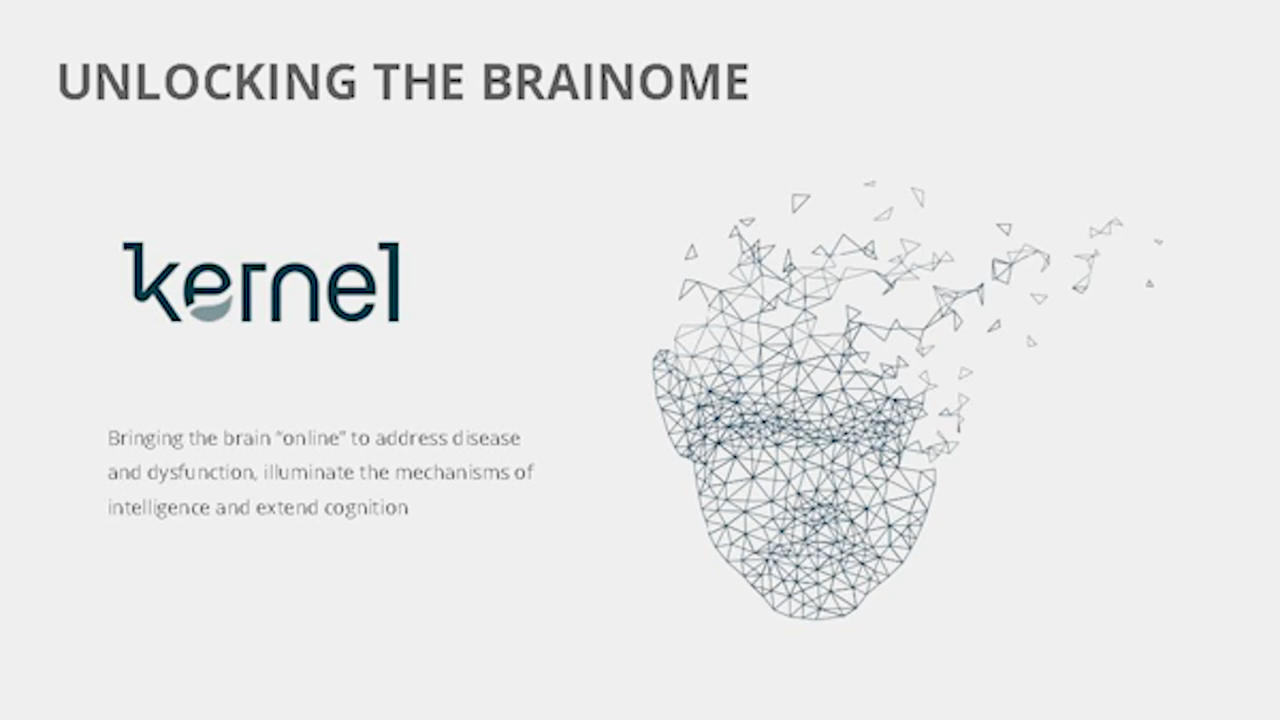 UNLOCKING THE BRAINOME
kernel
Bringing the brain “online” to address disease
and dysfunction, illuminate the mechanisms of
intelligence and extend cognition